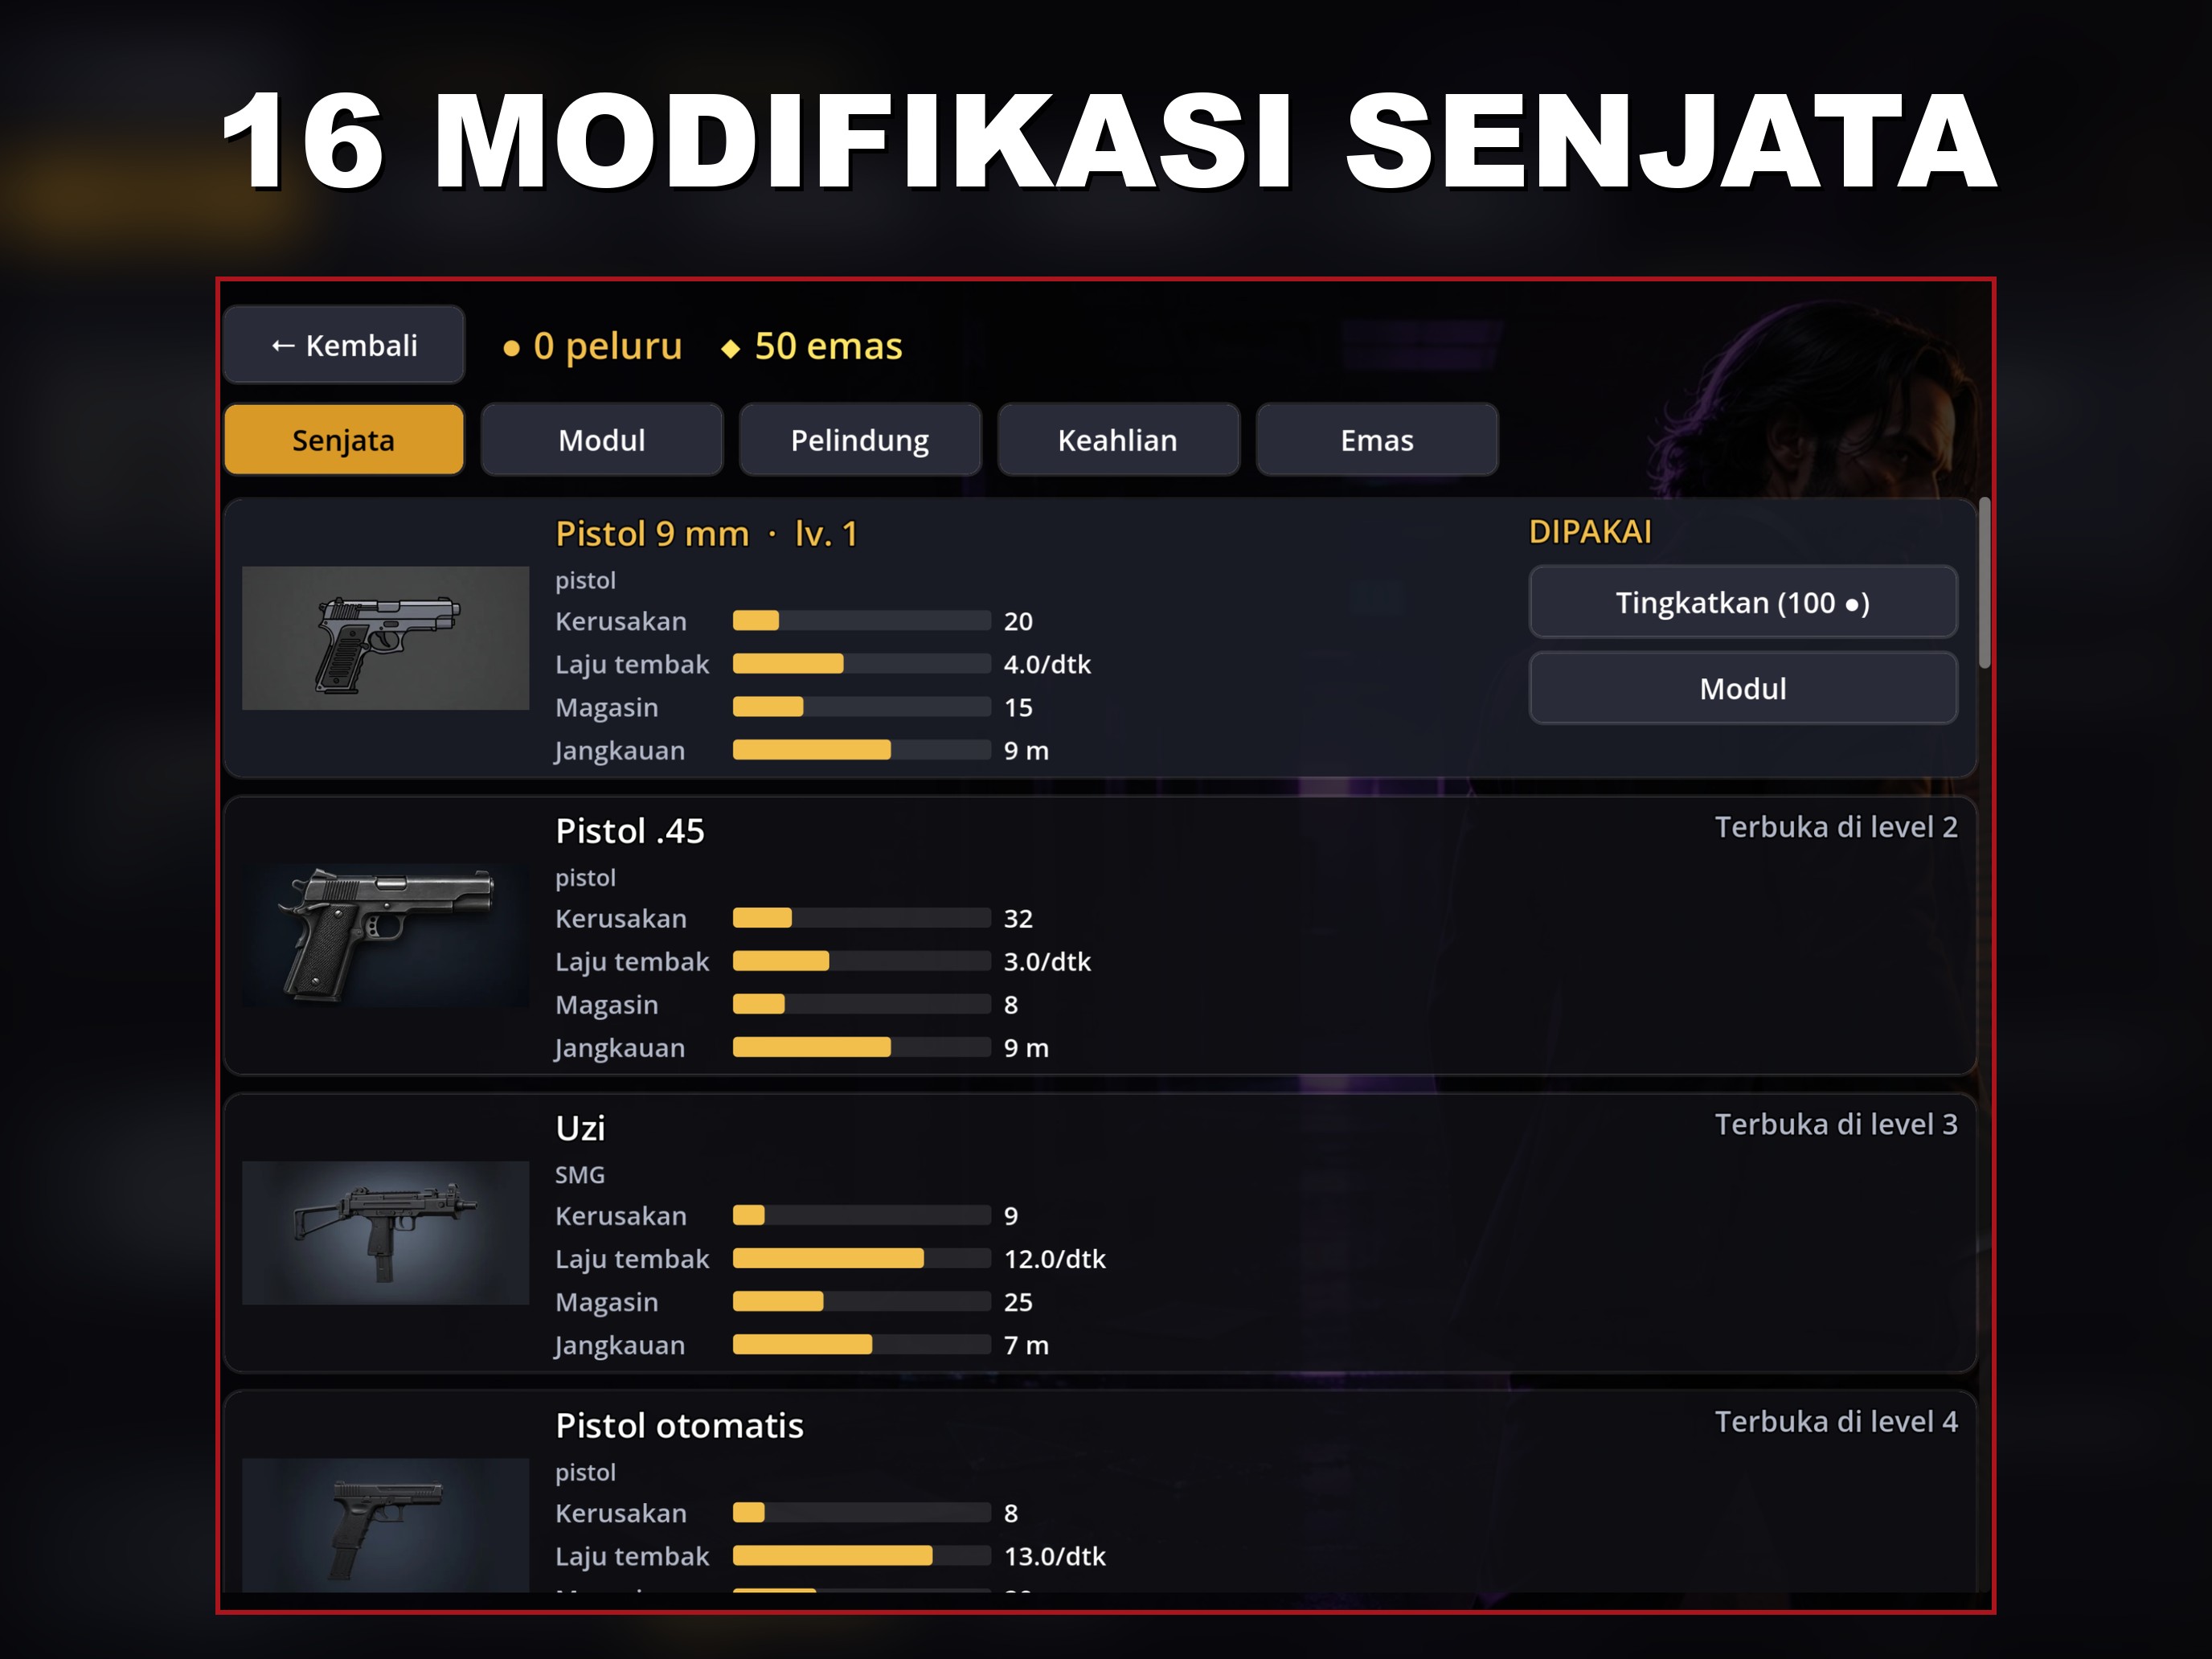 16 MODIFIKASI SENJATA
← Kembali
● 0 peluru ◆ 50 emas
Senjata
Modul
Pelindung
Keahlian
Emas
Pistol 9 mm · lv. 1
DIPAKAI
pistol
Kerusakan 20
Laju tembak 4.0/dtk
Magasin 15
Jangkauan 9 m
Tingkatkan (100 ●)
Modul
Pistol .45
Terbuka di level 2
pistol
Kerusakan 32
Laju tembak 3.0/dtk
Magasin 8
Jangkauan 9 m
Uzi
Terbuka di level 3
SMG
Kerusakan 9
Laju tembak 12.0/dtk
Magasin 25
Jangkauan 7 m
Pistol otomatis
Terbuka di level 4
pistol
Kerusakan 8
Laju tembak 13.0/dtk